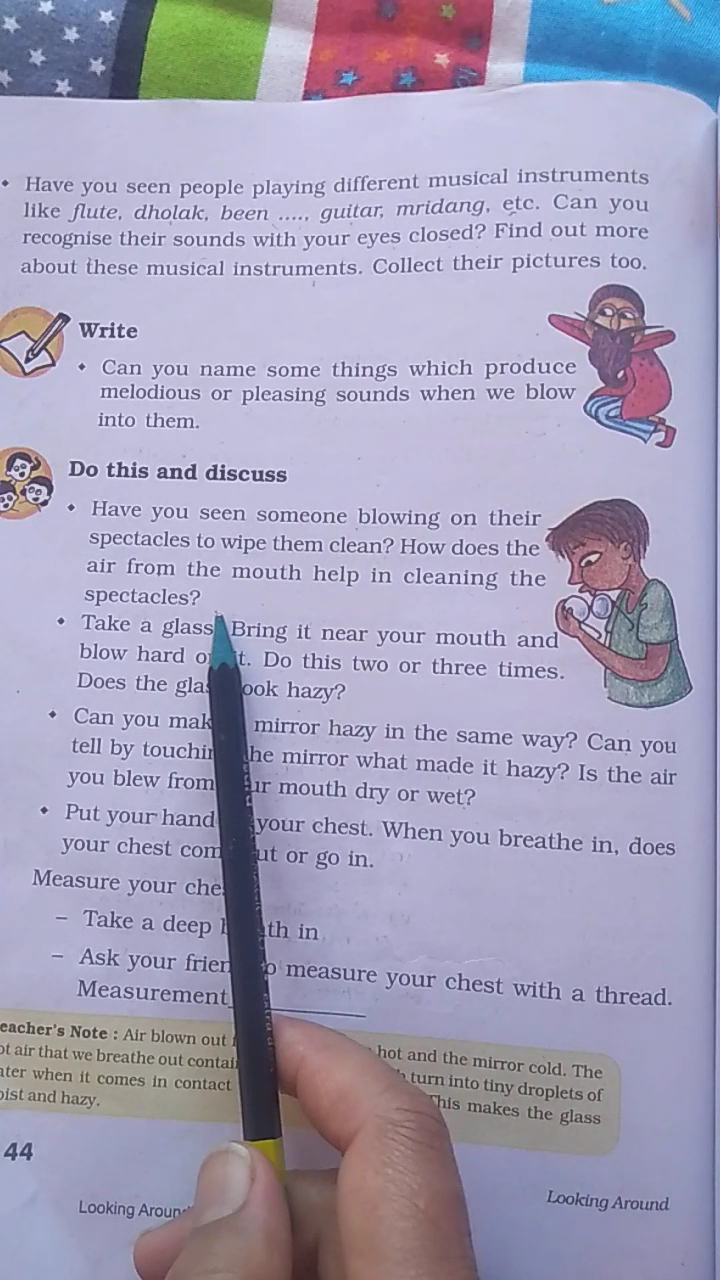 • Have you seen people playing different musical instruments
like flute, dholak, been ....., guitar, mridang, etc. Can you
recognise their sounds with your eyes closed? Find out more
about these musical instruments. Collect their pictures too.
Write
• Can you name some things which produce
melodious or pleasing sounds when we blow
into them.
Do this and discuss
• Have you seen someone blowing on their
spectacles to wipe them clean? How does the
air from the mouth help in cleaning the
spectacles?
• Take a glass. Bring it near your mouth and
blow hard on it. Do this two or three times.
Does the glass look hazy?
• Can you make mirror hazy in the same way? Can you
tell by touching the mirror what made it hazy? Is the air
you blew from your mouth dry or wet?
• Put your hand your chest. When you breathe in, does
your chest come out or go in.
Measure your
– Take a deep breath in
– Ask your friend to measure your chest with a thread.
Measurement
Note : Air blown out hot and the mirror cold. The
air that we breathe out turn into tiny droplets of
when it comes in contact This makes the glass
and hazy.
44
Looking Around
Looking Around